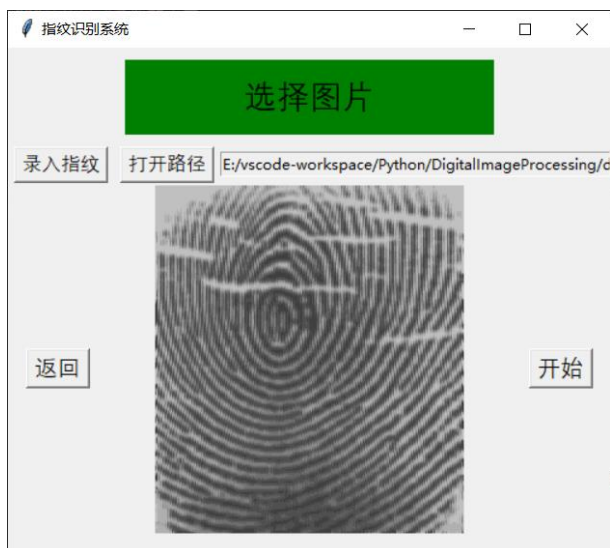 指纹识别系统
选择图片
录入指纹 打开路径 E:/vscode-workspace/Python/DigitalImageProcessing/d
返回 开始